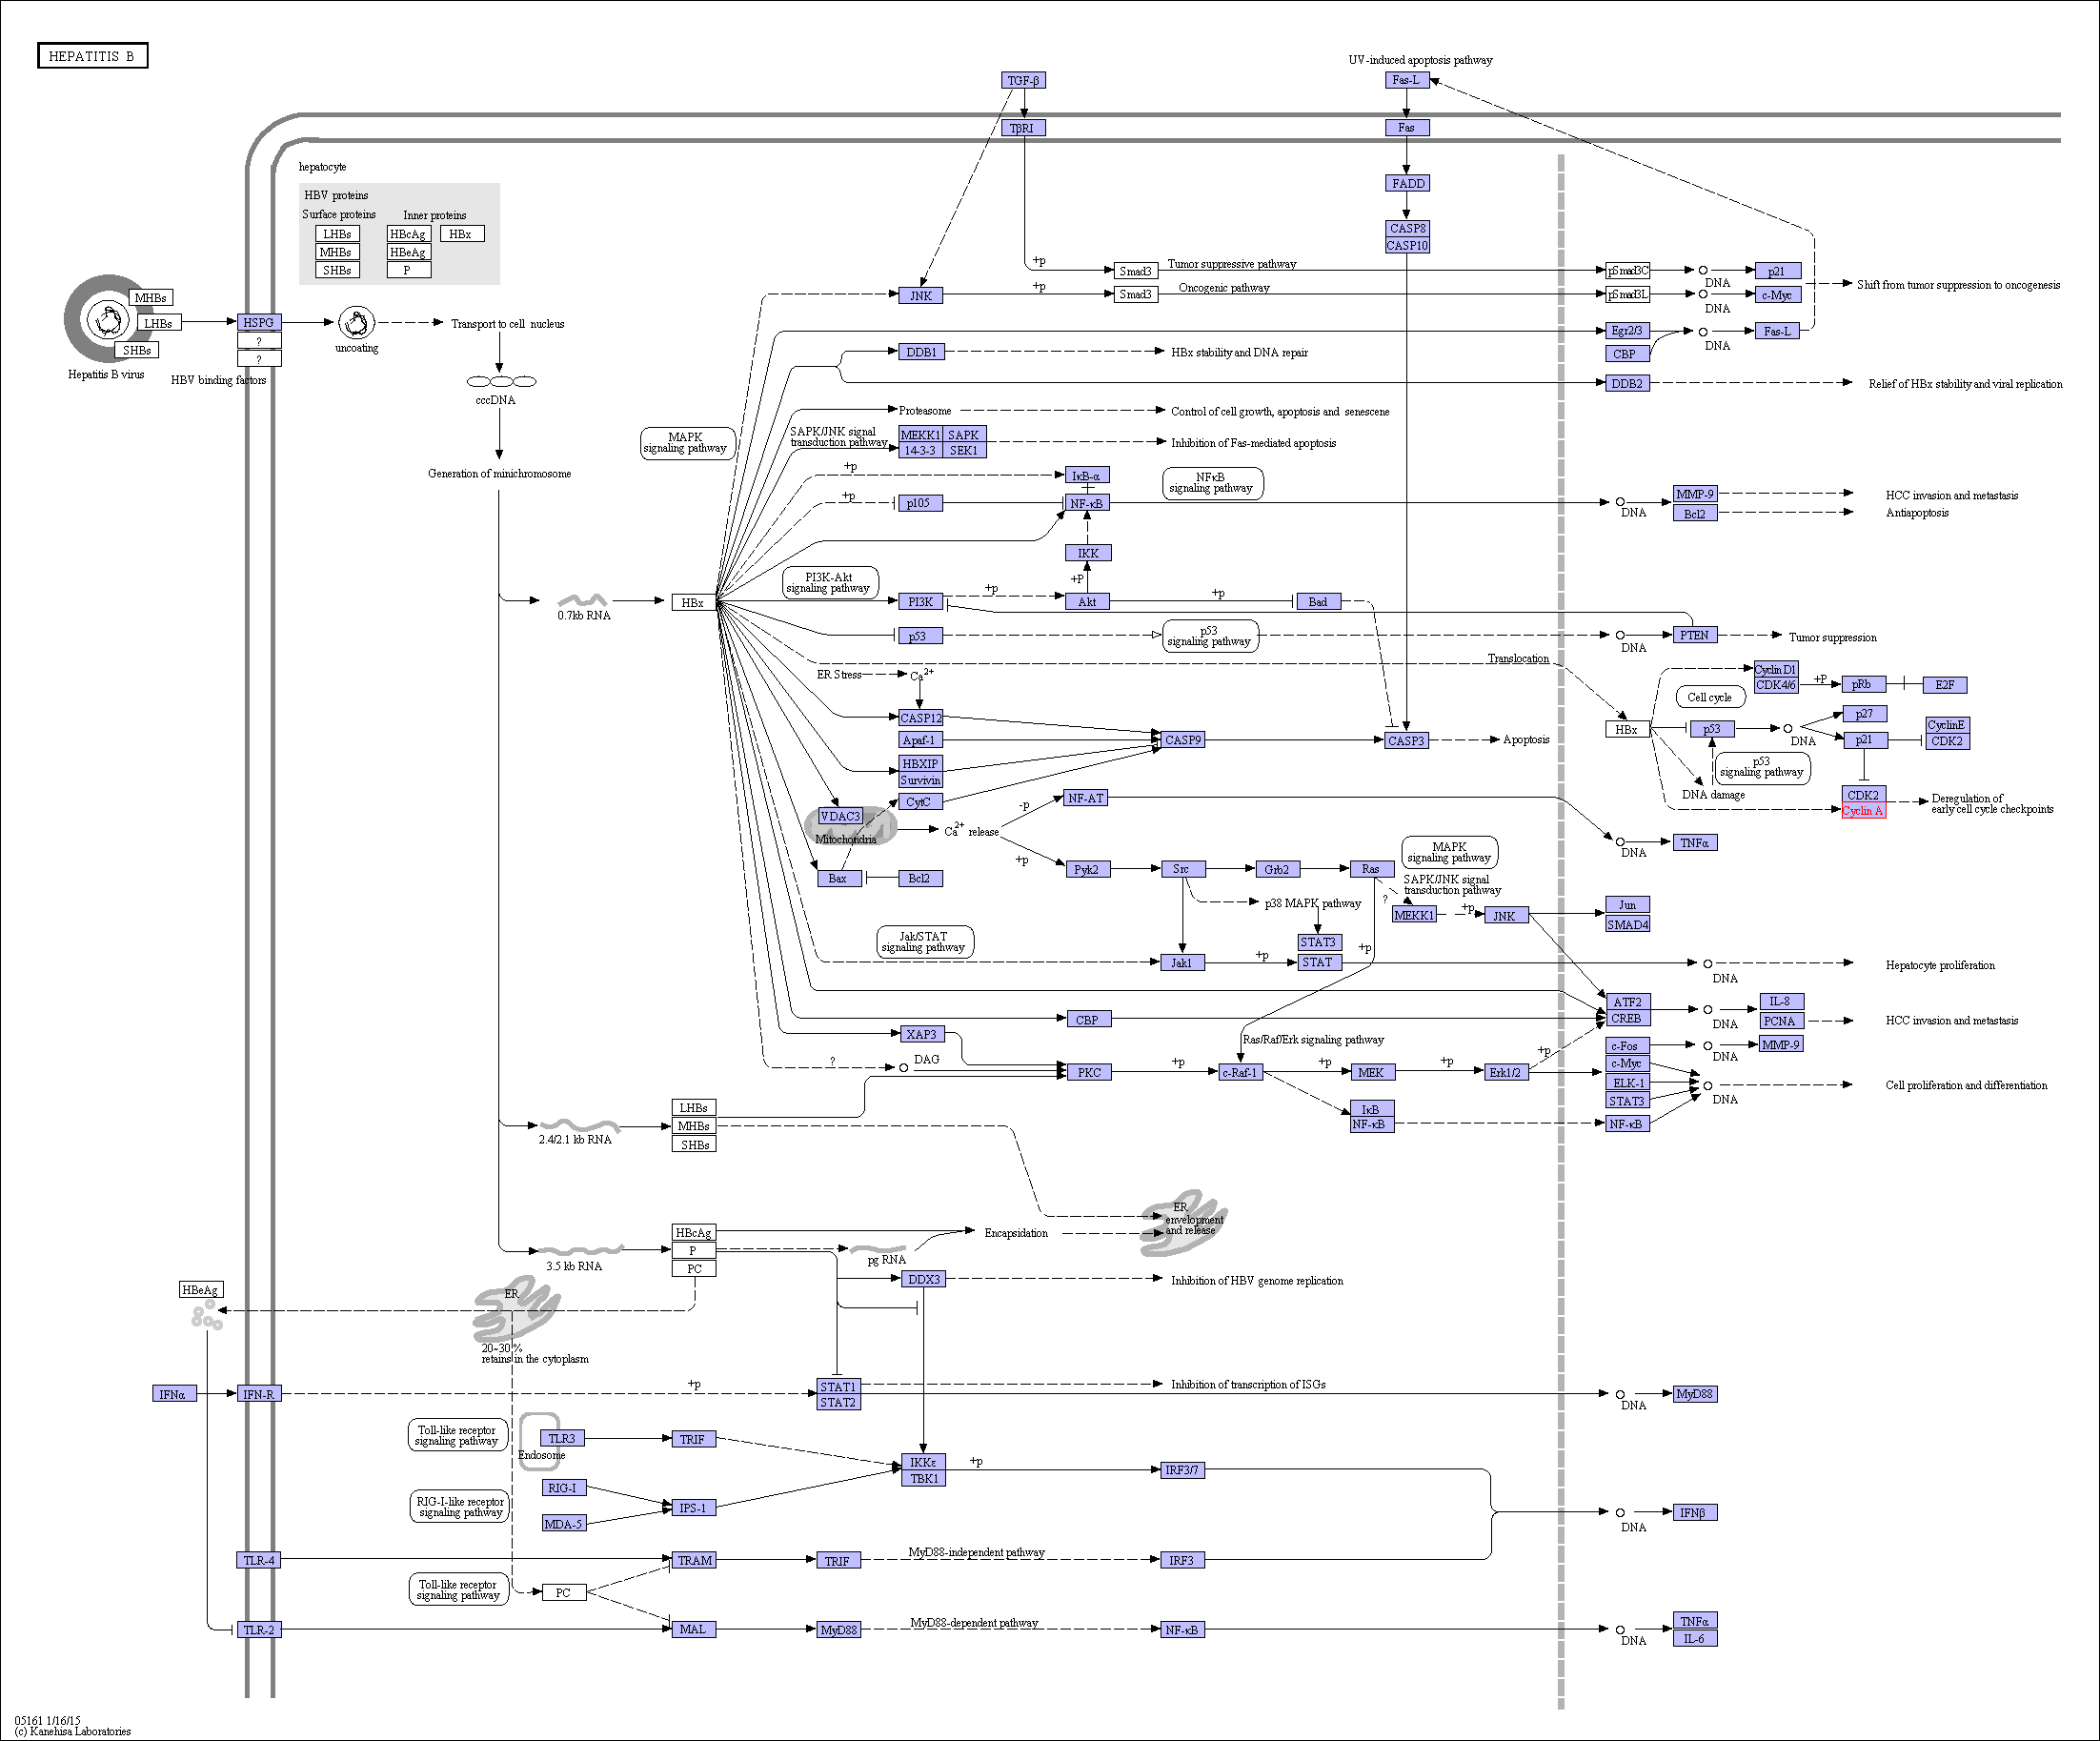 HEPATITIS B
UV-induced apoptosis pathway
TGF-β
Fas-L
TβRI
Fas
hepatocyte
HBV proteins
Surface proteins
Inner proteins
LHBs
HBcAg
HBx
MHBs
HBeAg
SHBs
P
FADD
CASP8
CASP10
+p
Smad3
Tumor suppressive pathway
pSmad3C
DNA
p21
JNK
+p
Smad3
Oncogenic pathway
pSmad3L
DNA
c-Myc
Shift from tumor suppression to oncogenesis
MHBs
LHBs
SHBs
Hepatitis B virus
HSPG
?
?
HBV binding factors
uncoating
Transport to cell nucleus
cccDNA
Generation of minichromosome
Egr2/3
CBP
DNA
Fas-L
DDB1
HBx stability and DNA repair
DDB2
Relief of HBx stability and viral replication
Proteasome
Control of cell growth, apoptosis and senescene
MAPK
signaling pathway
SAPK/JNK signal
transduction pathway
MEKK1
SAPK
14-3-3
SEK1
Inhibition of Fas-mediated apoptosis
+p
IκB-α
NFκB
signaling pathway
+p
p105
NF-κB
DNA
MMP-9
HCC invasion and metastasis
Bcl2
Antiapoptosis
IKK
+P
PI3K-Akt
signaling pathway
0.7kb RNA
HBx
PI3K
+p
Akt
+p
Bad
p53
p53
signaling pathway
DNA
PTEN
Tumor suppression
Translocation
ER Stress
Ca2+
CASP12
Apaf-1
CASP9
CASP3
Apoptosis
HBXIP
Survivin
CytC
VDAC3
Mitochondria
Ca2+ release
-p
NF-AT
+p
Bax
Bcl2
DNA
TNFα
HBx
Cyclin D1
CDK4/6
+p
pRb
E2F
Cell cycle
p53
DNA
p27
p21
CyclinE
CDK2
p53
signaling pathway
DNA damage
CDK2
Cyclin A
Deregulation of
early cell cycle checkpoints
Pyk2
Src
Grb2
Ras
MAPK
signaling pathway
SAPK/JNK signal
transduction pathway
?
p38 MAPK pathway
MEKK1
+p
JNK
Jun
SMAD4
Jak/STAT
signaling pathway
STAT3
Jak1
+p
STAT
+p
DNA
Hepatocyte proliferation
ATF2
CREB
DNA
IL-8
PCNA
HCC invasion and metastasis
CBP
XAP3
Ras/Raf/Erk signaling pathway
?
DAG
PKC
+p
c-Raf-1
+p
MEK
+p
Erk1/2
+p
c-Fos
DNA
MMP-9
c-Myc
ELK-1
STAT3
NF-κB
DNA
Cell proliferation and differentiation
IκB
NF-κB
2.4/2.1 kb RNA
LHBs
MHBs
SHBs
ER
envelopment
and release
3.5 kb RNA
HBcAg
P
PC
pg RNA
Encapsidation
DDX3
Inhibition of HBV genome replication
HBeAg
ER
20~30%
retains in the cytoplasm
IFNα
IFN-R
+p
STAT1
STAT2
Inhibition of transcription of ISGs
DNA
MyD88
Toll-like receptor
signaling pathway
TLR3
Endosome
TRIF
IKKε
TBK1
+p
IRF3/7
RIG-I-like receptor
signaling pathway
RIG-I
MDA-5
IPS-1
DNA
IFNβ
TLR-4
TRAM
TRIF
MyD88-independent pathway
IRF3
Toll-like receptor
signaling pathway
PC
TLR-2
MAL
MyD88
MyD88-dependent pathway
NF-κB
DNA
TNFα
IL-6
05161 1/16/15
(c) Kanehisa Laboratories